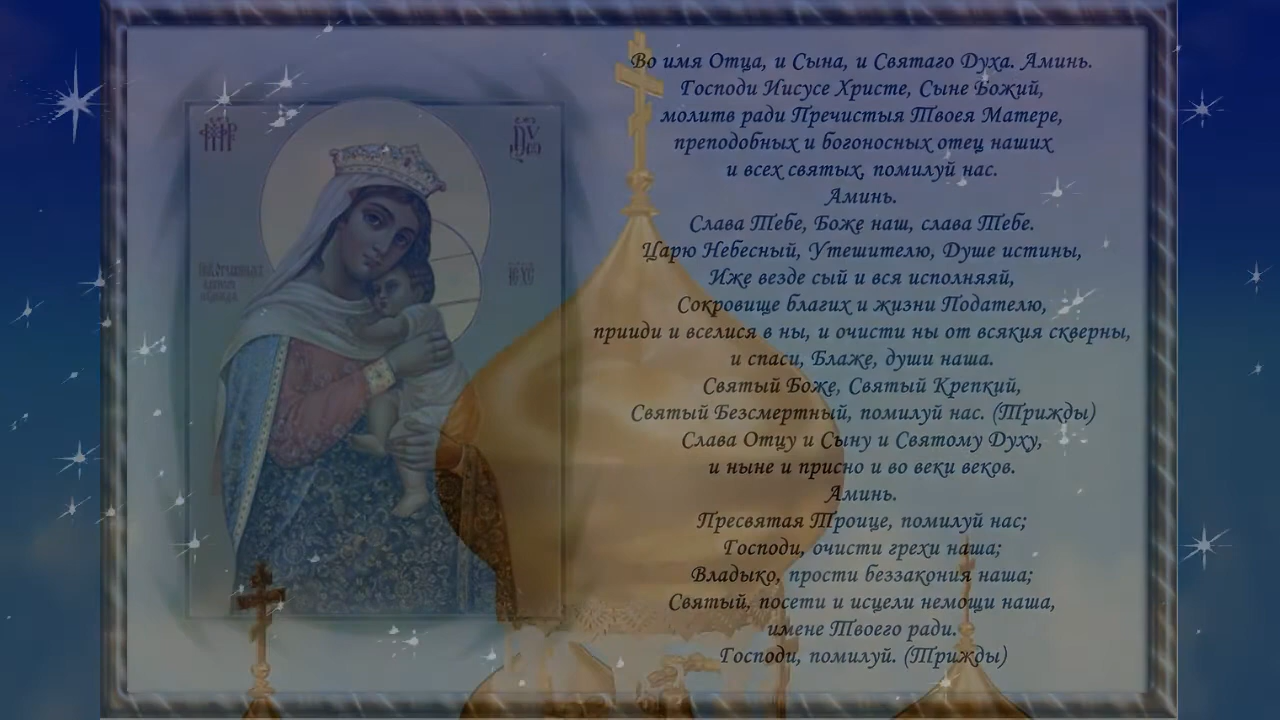 Во имя Отца, и Сына, и Святаго Духа. Аминь.
Господи Иисусе Христе, Сыне Божий,
молитв ради Пречистыя Твоея Матере,
преподобных и богоносных отец наших
и всех святых, помилуй нас.
Аминь.
Слава Тебе, Боже наш, слава Тебе.
Царю Небесный, Утешителю, Душе истины,
Иже везде сый и вся исполняяй,
Сокровище благих и жизни Подателю,
прииди и вселися в ны, и очисти ны от всякия скверны,
и спаси, Блаже, души наша.
Святый Боже, Святый Крепкий,
Святый Безсмертный, помилуй нас. (Трижды)
Слава Отцу и Сыну и Святому Духу,
и ныне и присно и во веки веков.
Аминь.
Пресвятая Троице, помилуй нас;
Господи, очисти грехи наша;
Владыко, прости беззакония наша;
Святый, посети и исцели немощи наша,
имене Твоего ради.
Господи, помилуй. (Трижды)